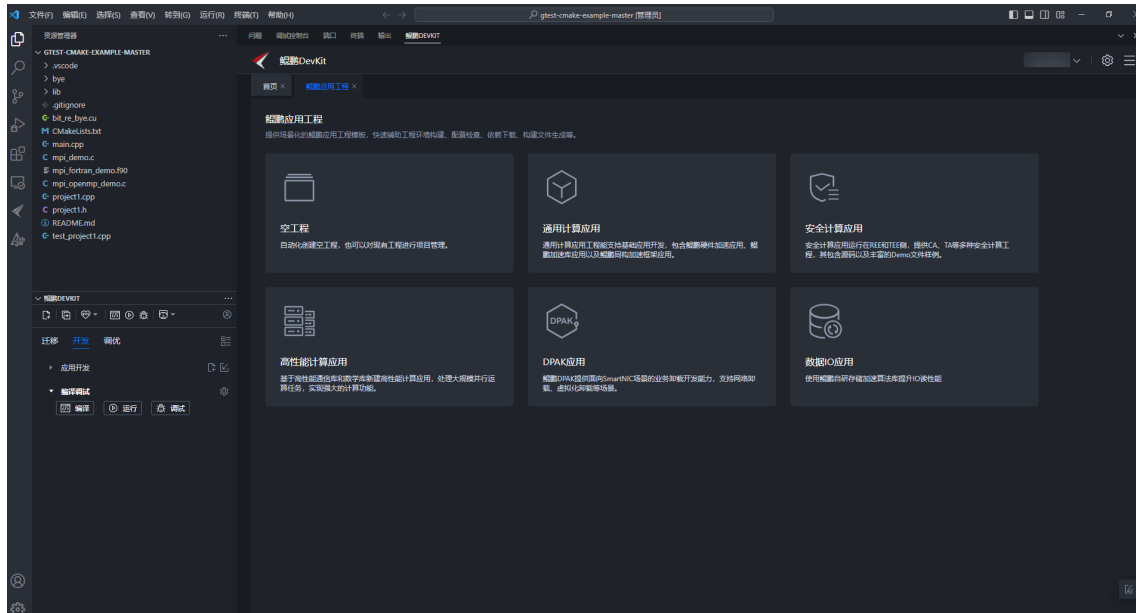 文件(F) 编辑(E) 选择(S) 查看(V) 转到(G) 运行(R) 终端(T) 帮助(H)
gtest-cmake-example-master [管理员]
资源管理器
GTEST-CMAKE-EXAMPLE-MASTER
.vscode
bye
lib
.gitignore
bit_re_bye.cu
CMakeLists.txt
main.cpp
mpi_demo.c
mpi_fortran_demo.f90
mpi_openmp_demo.c
project1.cpp
project1.h
README.md
test_project1.cpp
鲲鹏DEVKIT
迁移 开发 调优
应用开发
编译调试
编译 运行 调试
问题 调试控制台 端口 终端 输出 鲲鹏DEVKIT
鲲鹏DevKit
首页 鲲鹏应用工程
鲲鹏应用工程
提供场景化的鲲鹏应用工程模板，快速辅助工程环境构建、配置检查、依赖下载、构建文件生成等。
空工程
自动化创建空工程，也可以对现有工程进行项目管理。
通用计算应用
通用计算应用工程能支持基础应用开发，包含鲲鹏硬件加速应用、鲲
鹏加速库应用以及鲲鹏同构加速框架应用。
安全计算应用
安全计算应用运行在REE和TEE侧，提供CA、TA等多种安全计算工
程，其包含源码以及丰富的Demo文件样例。
高性能计算应用
基于高性能通信库和数学库新建高性能计算应用，处理大规模并行运
算任务，实现强大的计算功能。
DPAK
DPAK应用
鲲鹏DPAK提供面向SmartNIC场景的业务卸载开发能力，支持网络卸
载、虚拟化卸载等场景。
数据IO应用
使用鲲鹏自研存储加速算法库提升IO读性能